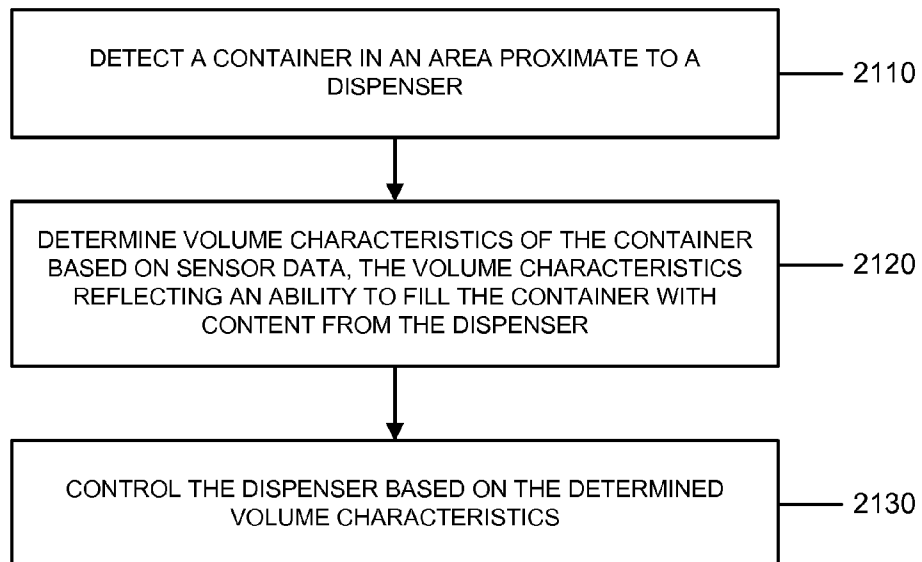 DETECT A CONTAINER IN AN AREA PROXIMATE TO A
DISPENSER
2110
DETERMINE VOLUME CHARACTERISTICS OF THE CONTAINER
BASED ON SENSOR DATA, THE VOLUME CHARACTERISTICS
REFLECTING AN ABILITY TO FILL THE CONTAINER WITH
CONTENT FROM THE DISPENSER
2120
CONTROL THE DISPENSER BASED ON THE DETERMINED
VOLUME CHARACTERISTICS
2130